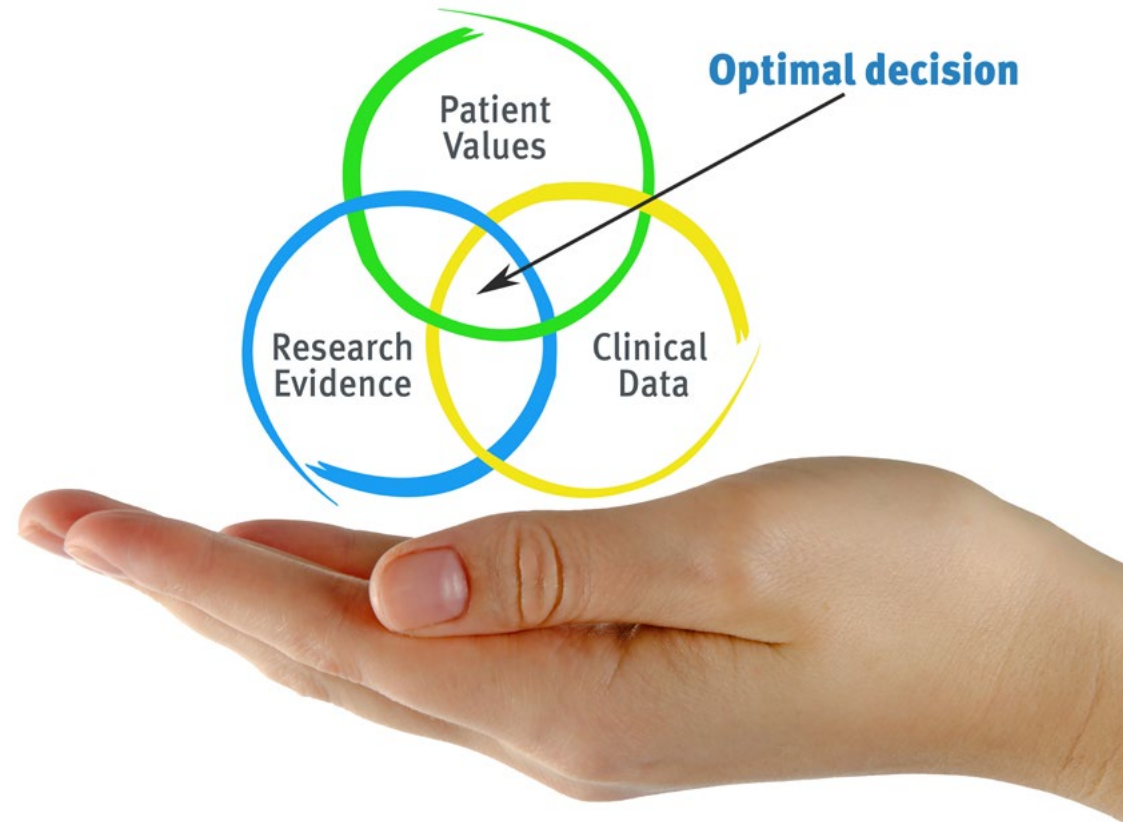 Optimal decision
Patient
Values
Research
Evidence
Clinical
Data